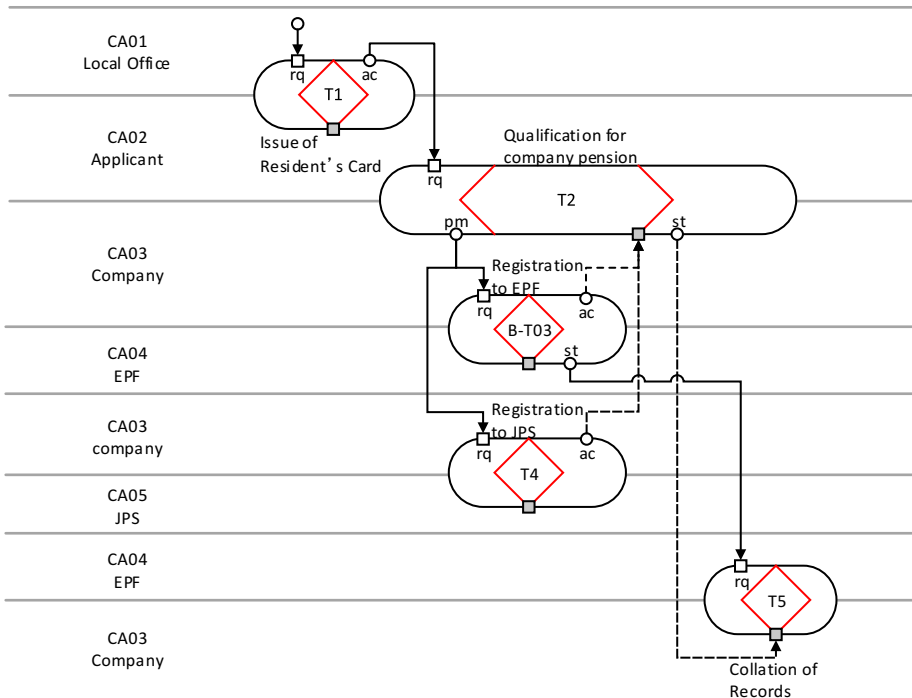 CA01
Local Office
rq
ac
T1
CA02
Applicant
Issue of
Resident's Card
Qualification for
company pension
rq
T2
pm
st
CA03
Company
Registration
to EPF
rq
ac
B-T03
st
CA04
EPF
CA03
company
Registration
to JPS
rq
ac
T4
CA05
JPS
CA04
EPF
rq
T5
CA03
Company
Collation of
Records